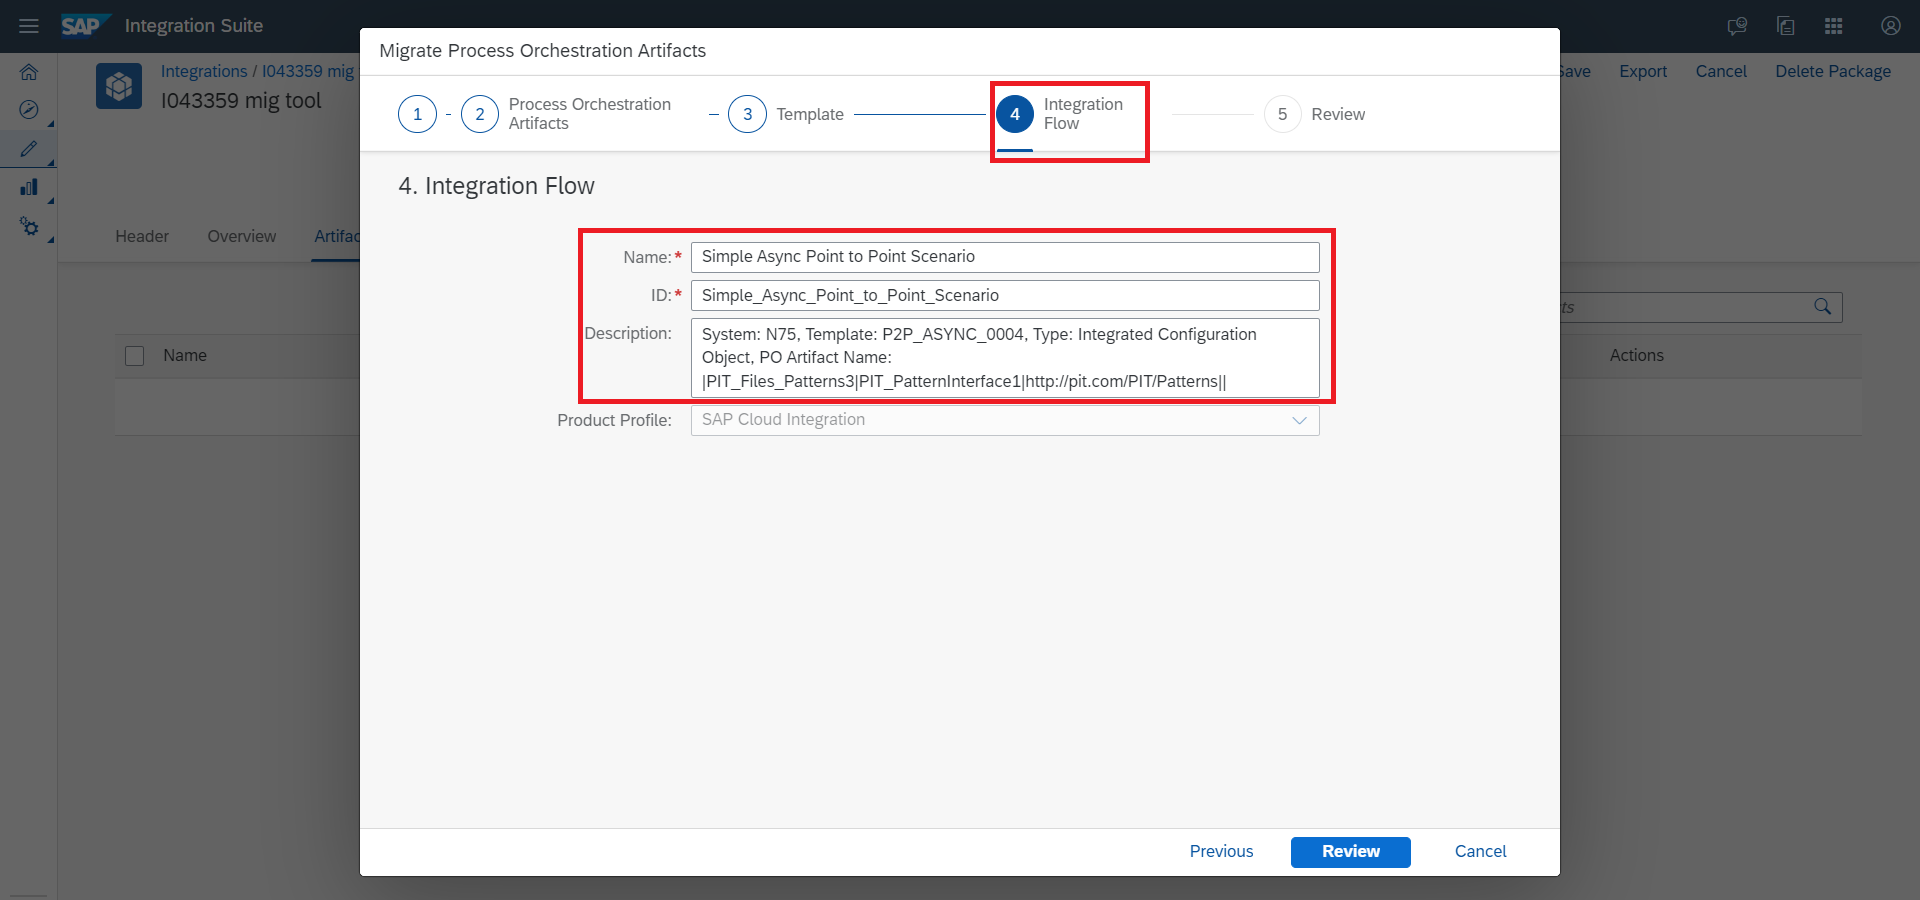 SAP Integration Suite
Migrate Process Orchestration Artifacts
Integrations / I043359 mig
I043359 mig tool
Save
Export
Cancel
Delete Package
1
2
Process Orchestration
Artifacts
3
Template
4
Integration
Flow
5
Review
4. Integration Flow
Header
Overview
Name:*
Simple Async Point to Point Scenario
ID:*
Simple_Async_Point_to_Point_Scenario
Description:
System: N75, Template: P2P_ASYNC_0004, Type: Integrated Configuration
Object, PO Artifact Name:
|PIT_Files_Patterns3|PIT_PatternInterface1|http://pit.com/PIT/Patterns||
Name
Actions
Product Profile:
SAP Cloud Integration
Previous
Review
Cancel